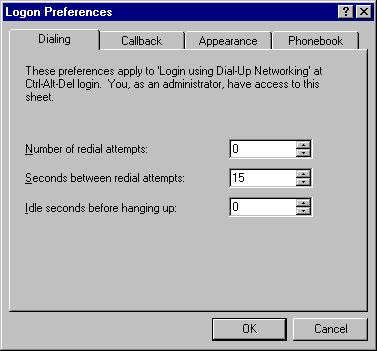 Logon Preferences
Dialing
Callback
Appearance
Phonebook
These preferences apply to 'Login using Dial-Up Networking' at
Ctrl-Alt-Del login. You, as an administrator, have access to this
sheet.
Number of redial attempts: 0
Seconds between redial attempts: 15
Idle seconds before hanging up: 0
OK
Cancel